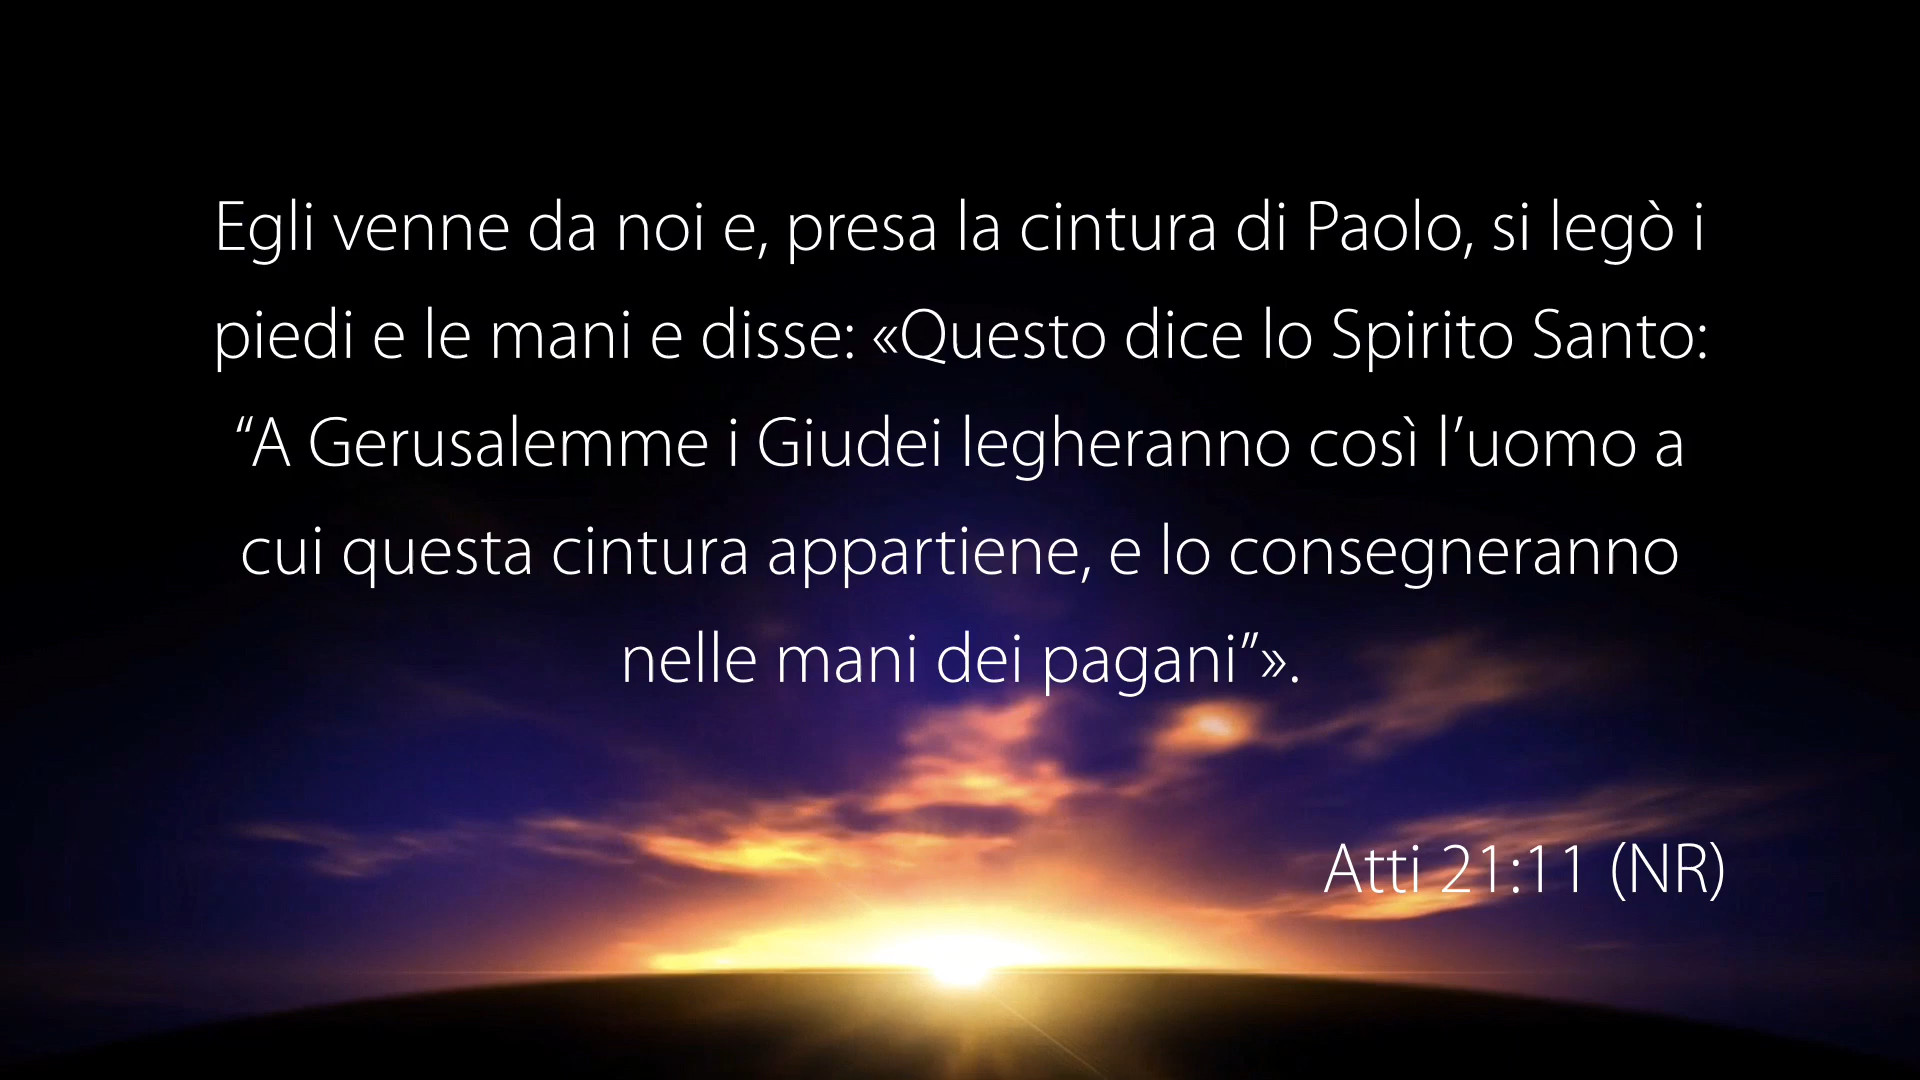 Egli venne da noi e, presa la cintura di Paolo, si legò i
piedi e le mani e disse: «Questo dice lo Spirito Santo:
“A Gerusalemme i Giudei legheranno così l’uomo a
cui questa cintura appartiene, e lo consegneranno
nelle mani dei pagani”».
Atti 21:11 (NR)